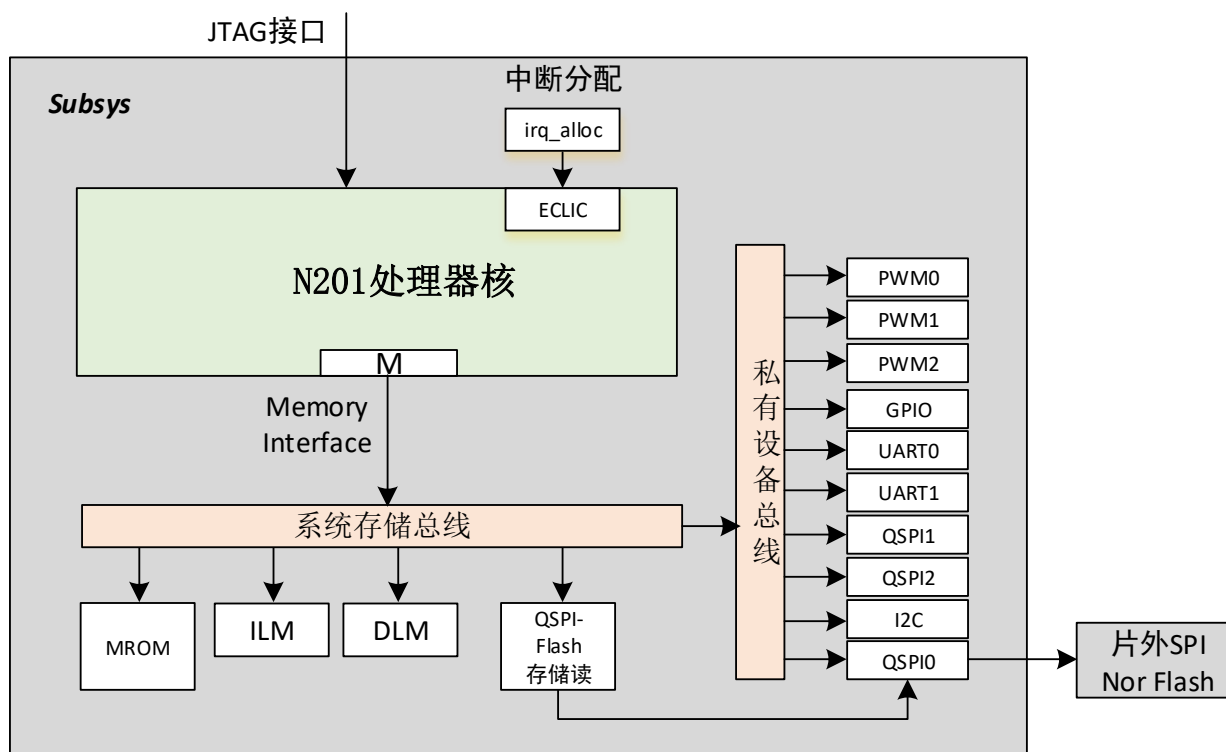 JTAG接口
Subsys
中断分配
irq_alloc
ECLIC
N201处理器核
M
Memory
Interface
系统存储总线
MROM
ILM
DLM
QSPI-
Flash
存储读
私
有
设
备
总
线
PWM0
PWM1
PWM2
GPIO
UART0
UART1
QSPI1
QSPI2
I2C
QSPI0
片外SPI
Nor Flash